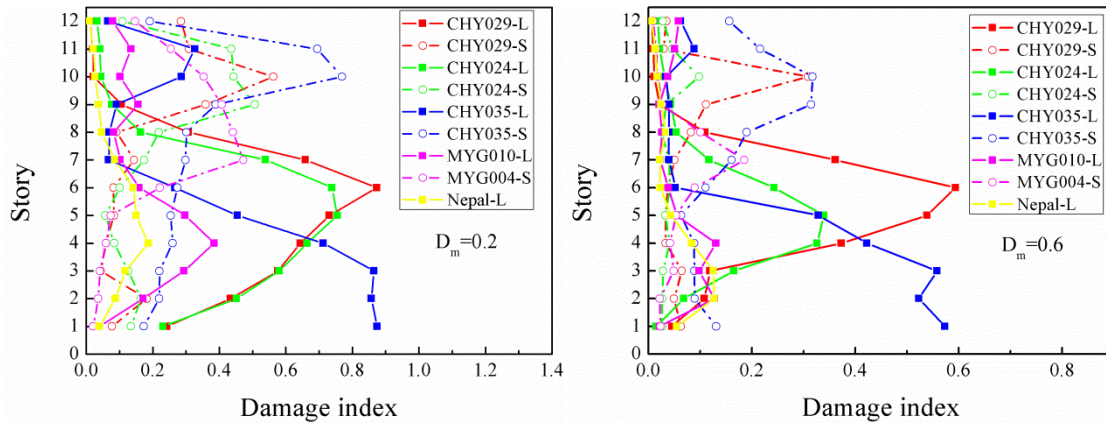 12
11
10
9
8
7
6
5
4
3
2
1
0
Story
0.0 0.2 0.4 0.6 0.8 1.0 1.2 1.4
Damage index
CHY029-L
CHY029-S
CHY024-L
CHY024-S
CHY035-L
CHY035-S
MYG010-L
MYG004-S
Nepal-L
D_m=0.2
12
11
10
9
8
7
6
5
4
3
2
1
0
Story
0.0 0.2 0.4 0.6 0.8
Damage index
CHY029-L
CHY029-S
CHY024-L
CHY024-S
CHY035-L
CHY035-S
MYG010-L
MYG004-S
Nepal-L
D_m=0.6